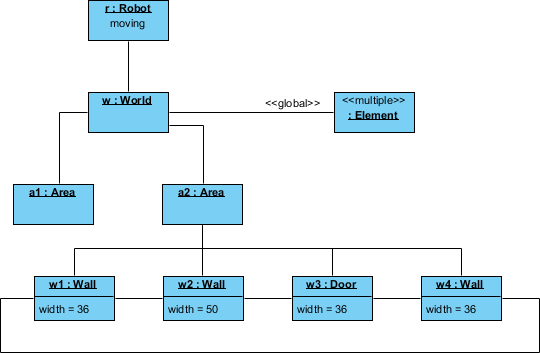 r : Robot
moving
w : World
<<global>>
<<multiple>>
: Element
a1 : Area
a2 : Area
w1 : Wall
width = 36
w2 : Wall
width = 50
w3 : Door
width = 36
w4 : Wall
width = 36